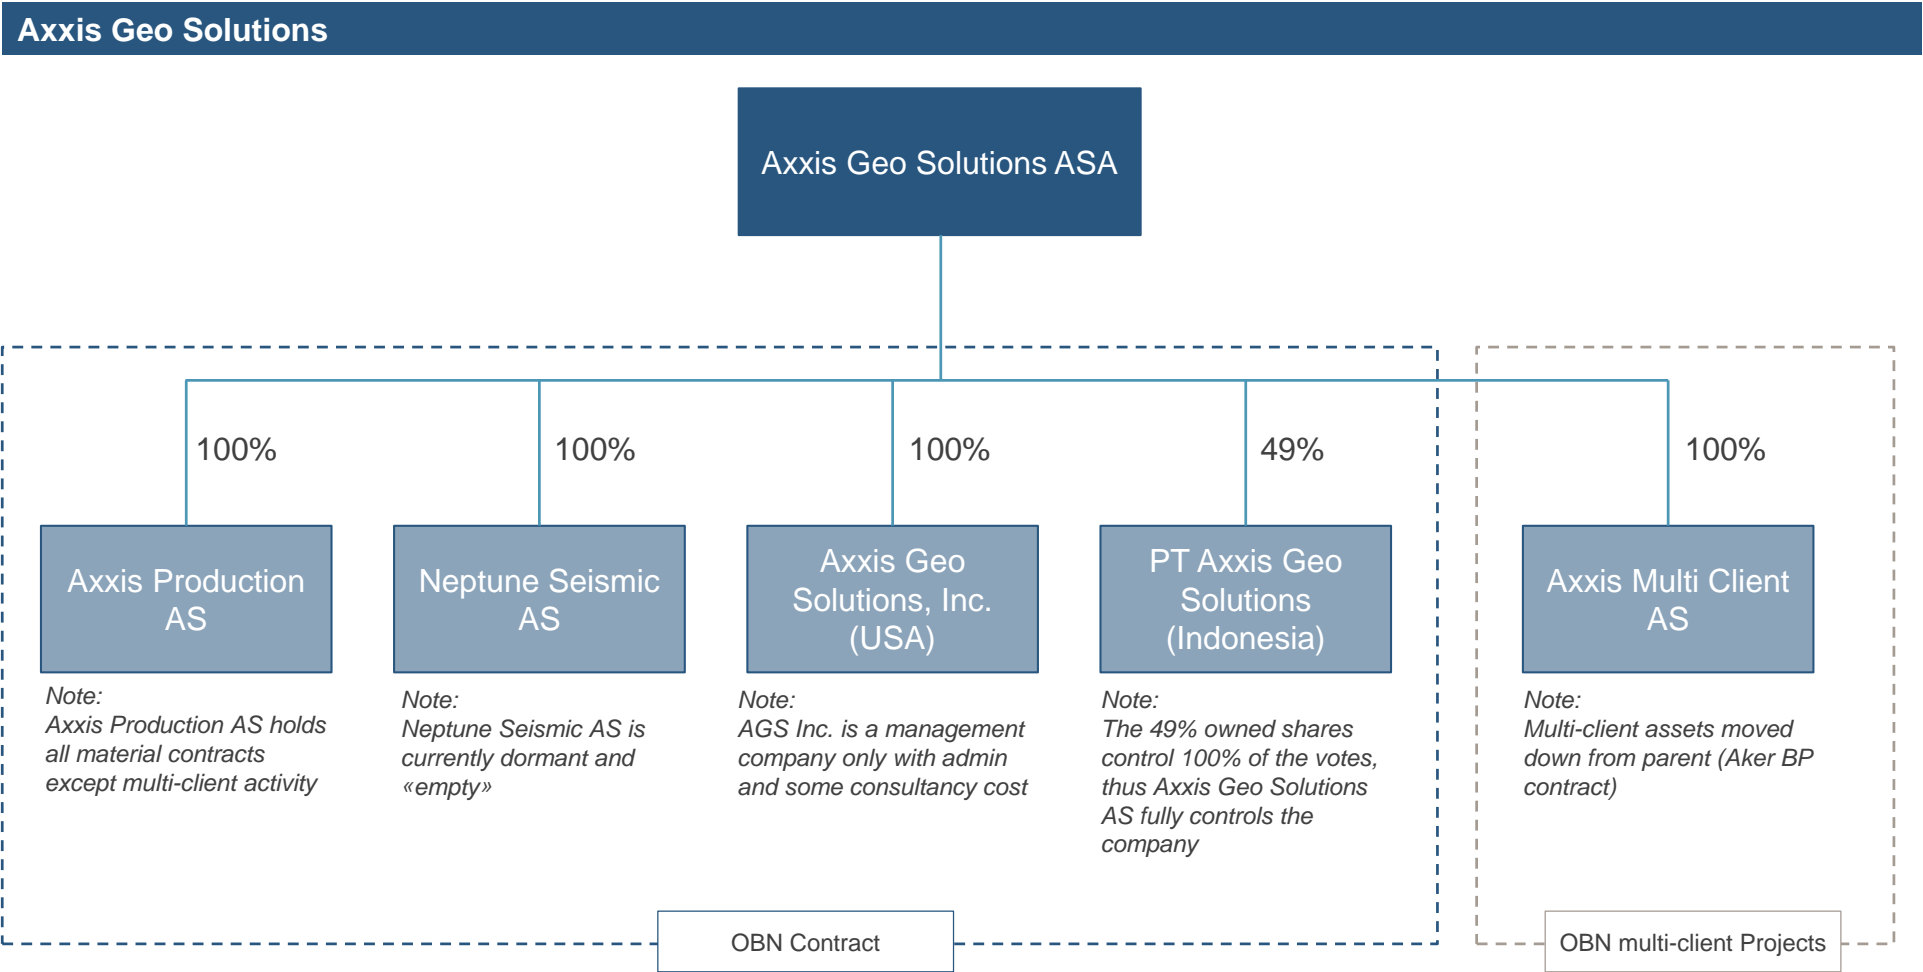 Axxis Geo Solutions
Axxis Geo Solutions ASA
100%
100%
100%
49%
100%
Axxis Production
AS
Neptune Seismic
AS
Axxis Geo
Solutions, Inc.
(USA)
PT Axxis Geo
Solutions
(Indonesia)
Axxis Multi Client
AS
Note:
Axxis Production AS holds
all material contracts
except multi-client activity
Note:
Neptune Seismic AS is
currently dormant and
«empty»
Note:
AGS Inc. is a management
company only with admin
and some consultancy cost
Note:
The 49% owned shares
control 100% of the votes,
thus Axxis Geo Solutions
AS fully controls the
company
Note:
Multi-client assets moved
down from parent (Aker BP
contract)
OBN Contract
OBN multi-client Projects